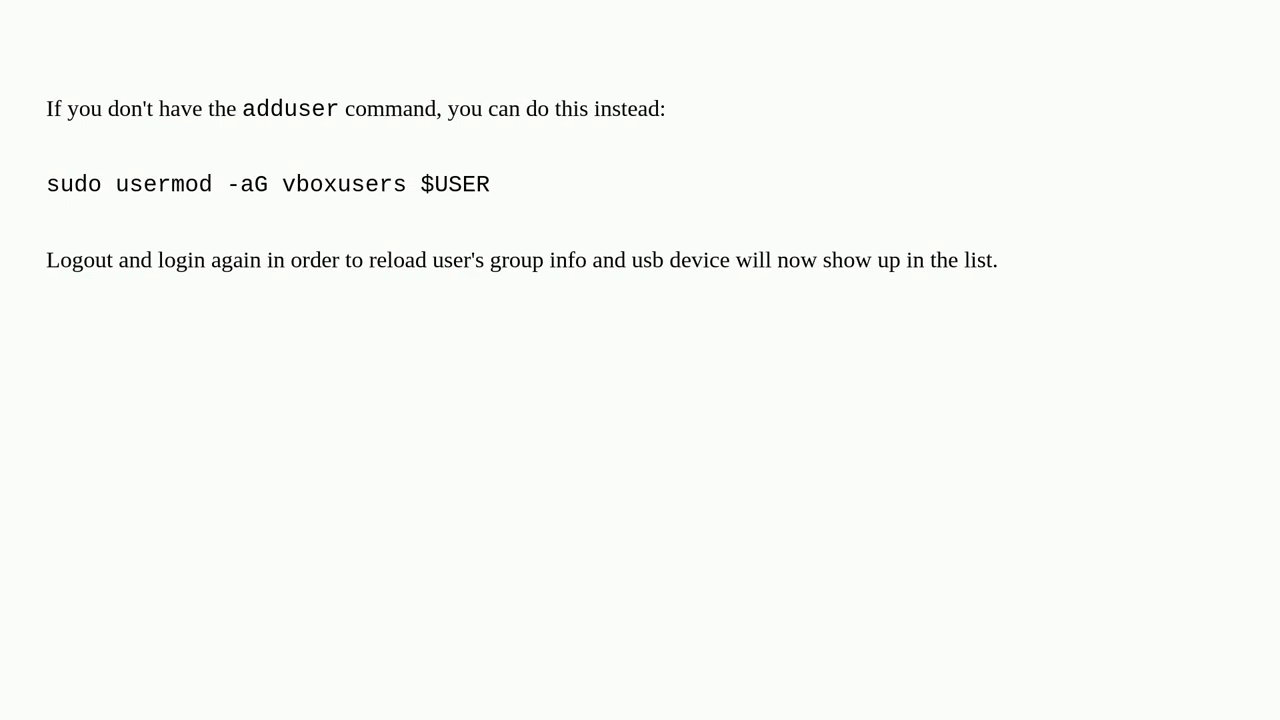 If you don't have the adduser command, you can do this instead:
sudo usermod -aG vboxusers $USER
Logout and login again in order to reload user's group info and usb device will now show up in the list.